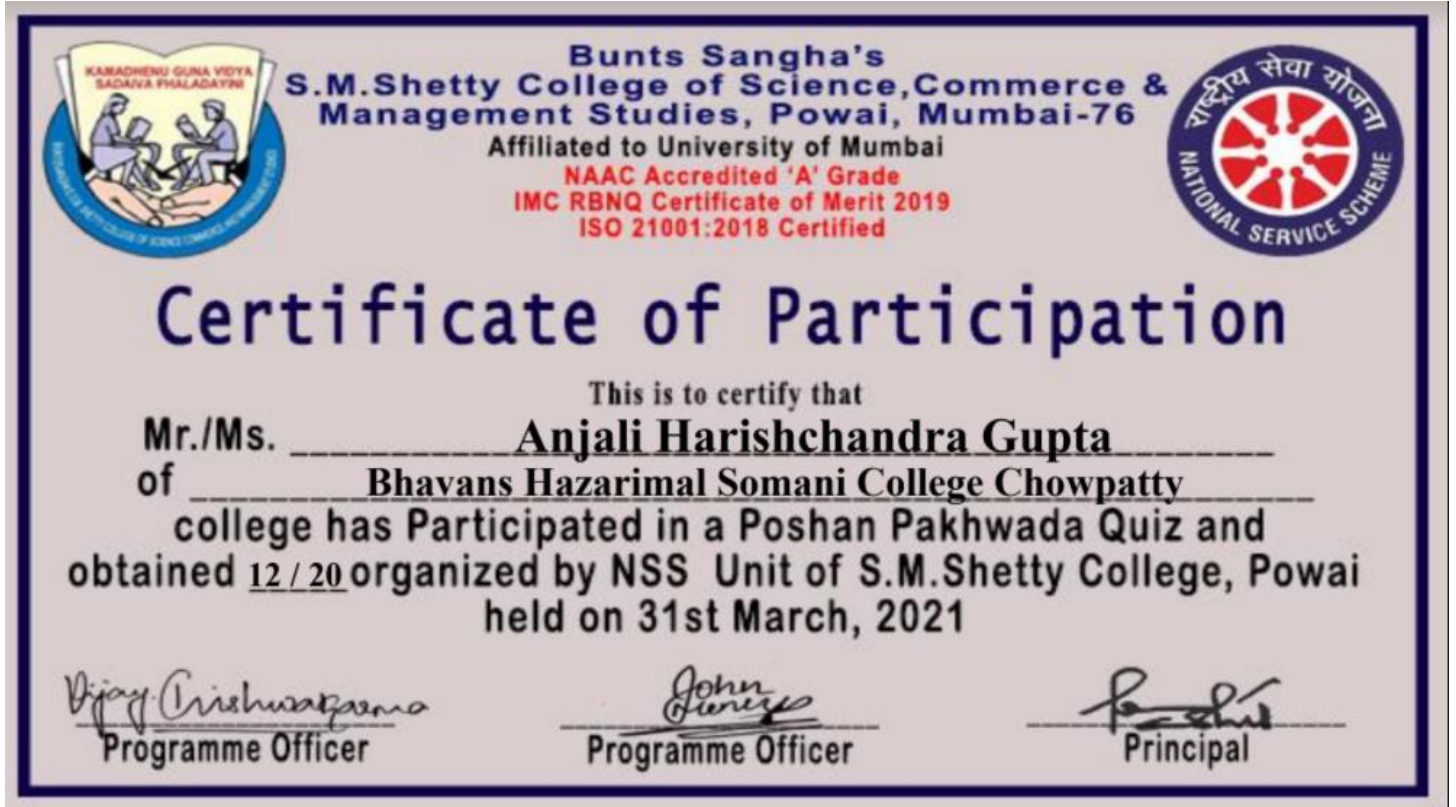 KAMADHENU GUNA VIDYA
SADAIVA PHALADAYINI
Bunts Sangha's
S.M.Shetty College of Science,Commerce &
Management Studies, Powai, Mumbai-76
Affiliated to University of Mumbai
NAAC Accredited 'A' Grade
IMC RBNQ Certificate of Merit 2019
ISO 21001:2018 Certified
राष्ट्रीय सेवा योजना
NATIONAL SERVICE SCHEME
Certificate of Participation
This is to certify that
Mr./Ms. Anjali Harishchandra Gupta
of Bhavans Hazarimal Somani College Chowpatty
college has Participated in a Poshan Pakhwada Quiz and
obtained 12 / 20 organized by NSS Unit of S.M.Shetty College, Powai
held on 31st March, 2021
Vijay Vishwakarma
John
Programme Officer
Programme Officer
Principal